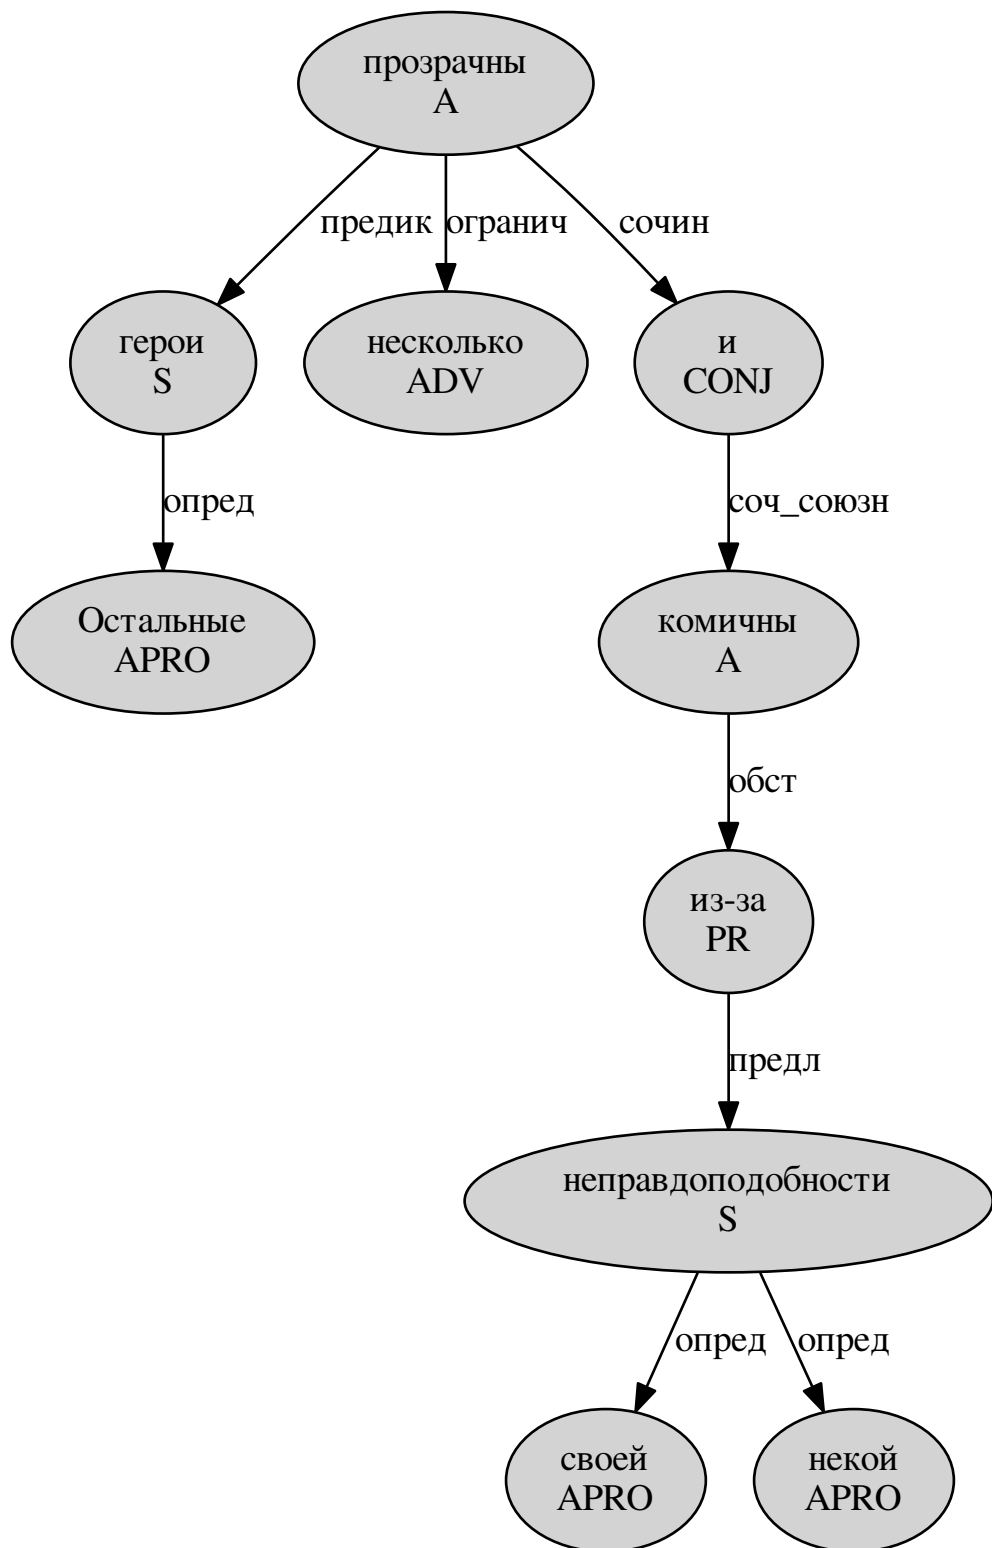 прозрачны
A
предик
огранич
сочин
герои
S
несколько
ADV
и
CONJ
опред
соч_союзн
Остальные
APRO
комичны
A
обст
из-за
PR
предл
неправдоподобности
S
опред
опред
своей
APRO
некой
APRO